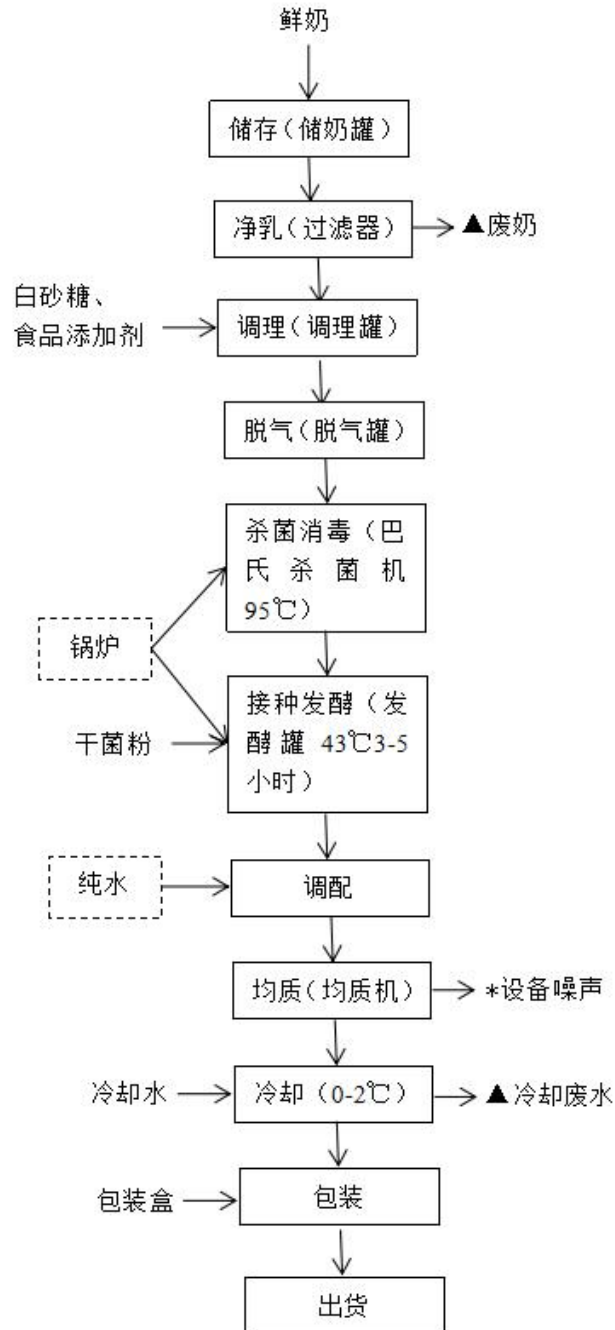 鲜奶
储存（储奶罐）
净乳（过滤器）
▲废奶
白砂糖、
食品添加剂
调理（调理罐）
脱气（脱气罐）
杀菌消毒（巴
氏杀菌机
95℃）
锅炉
接种发酵（发
酵罐 43℃3-5
小时）
干菌粉
纯水
调配
均质（均质机）
*设备噪声
冷却水
冷却（0-2℃）
▲冷却废水
包装盒
包装
出货